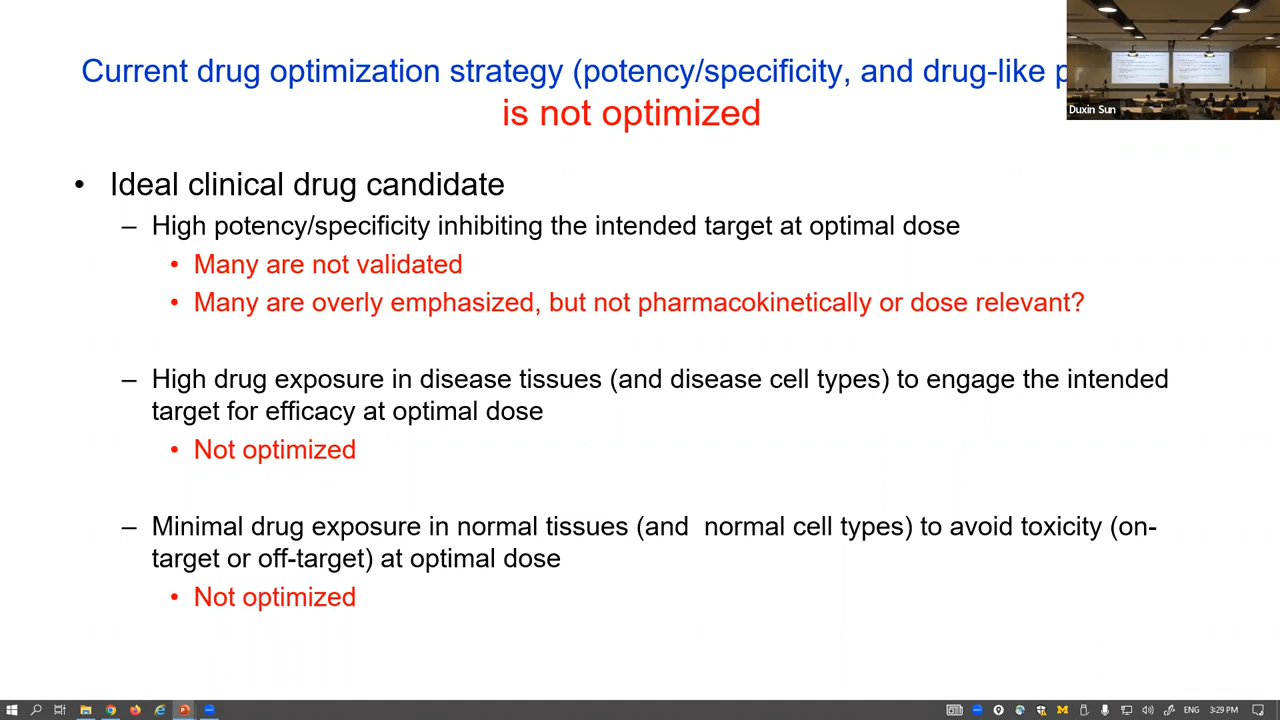 Current drug optimization strategy (potency/specificity, and drug-like
is not optimized
Duxin Sun
• Ideal clinical drug candidate
– High potency/specificity inhibiting the intended target at optimal dose
• Many are not validated
• Many are overly emphasized, but not pharmacokinetically or dose relevant?
– High drug exposure in disease tissues (and disease cell types) to engage the intended
target for efficacy at optimal dose
• Not optimized
– Minimal drug exposure in normal tissues (and normal cell types) to avoid toxicity (on-
target or off-target) at optimal dose
• Not optimized
ENG
3:29 PM